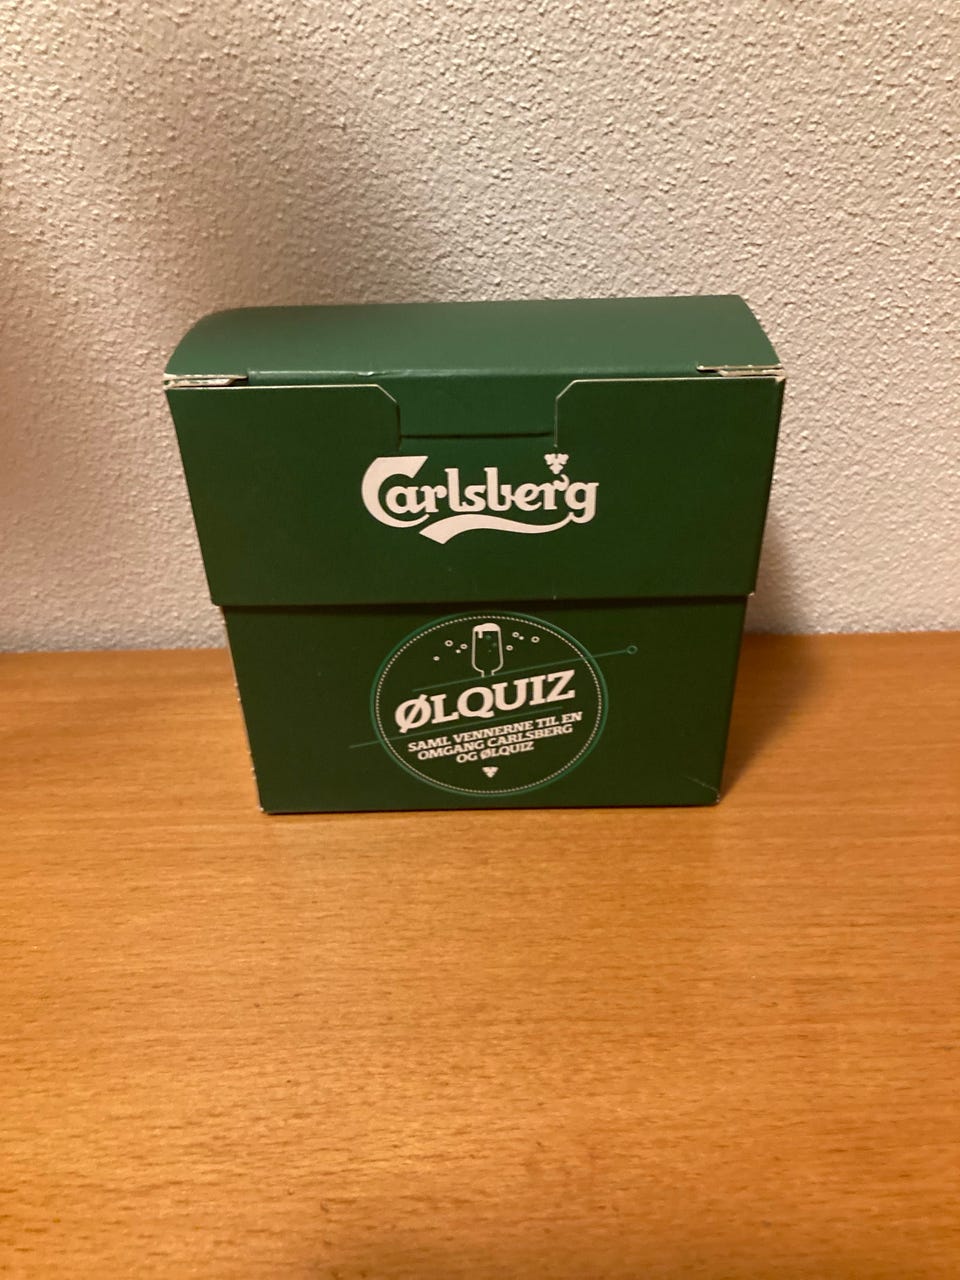 Carlsberg
ØLQUIZ
SAML VENNERNE TIL EN
OMGANG CARLSBERG
OG ØLQUIZ